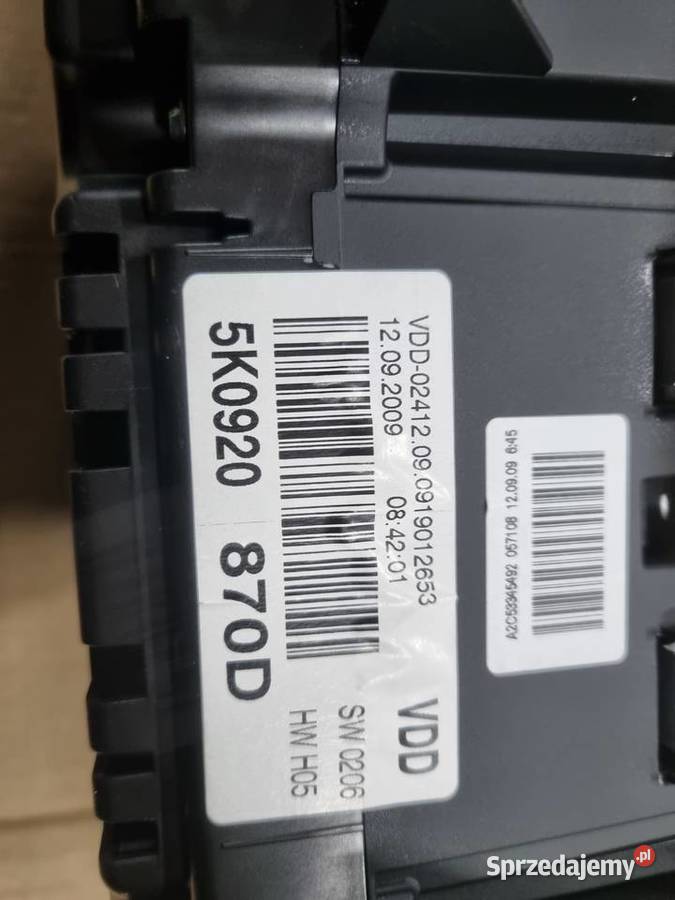 VDD-02412.09.0919012653
12.09.2009 08:42:01
VDD
SW 0206
HW H05
5K0920 870D
A2C53345492 057108 12.09.09 6:45
Sprzedajemy.pl